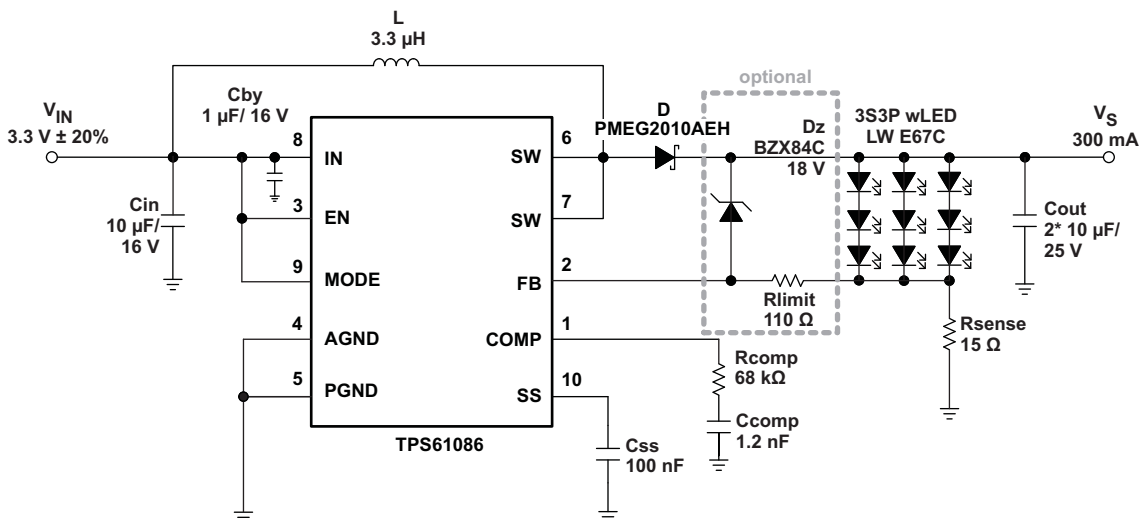 L
3.3 µH
optional
Cby
1 µF/ 16 V
VIN
3.3 V ± 20%
D
PMEG2010AEH
Dz
BZX84C
18 V
3S3P wLED
LW E67C
VS
300 mA
8
IN
6
SW
Cin
10 µF/
16 V
3
EN
7
SW
Cout
2* 10 µF/
25 V
9
MODE
2
FB
Rlimit
110 Ω
4
AGND
1
COMP
Rsense
15 Ω
Rcomp
68 kΩ
5
PGND
10
SS
Ccomp
1.2 nF
TPS61086
Css
100 nF